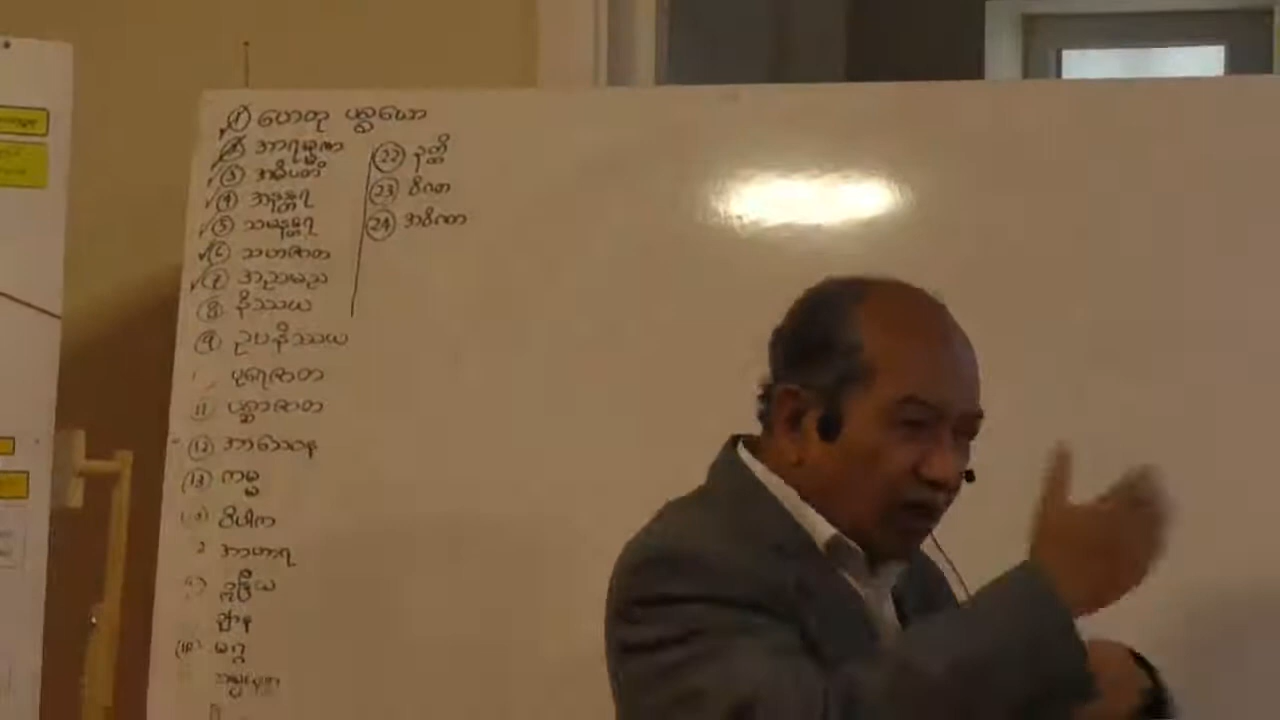 ① ဟေတု ပစ္စယော
② အာရမ္မဏ
③ အဓိပတိ
④ အနန္တရ
⑤ သမနန္တရ
⑥ သဟဇာတ
⑦ အညမည
⑧ နိဿယ
⑨ ဥပနိဿယ
ပုရေဇာတ
11 ပစ္ဆာဇာတ
(12) အာသေဝန
(13) ကမ္မ
ဝိပါက
အာဟာရ
ဣန္ဒြိယ
ဈာန
(18) မဂ္ဂ
(22) နတ္ထိ
(23) ဝိဂတ
(24) အဝိဂတ